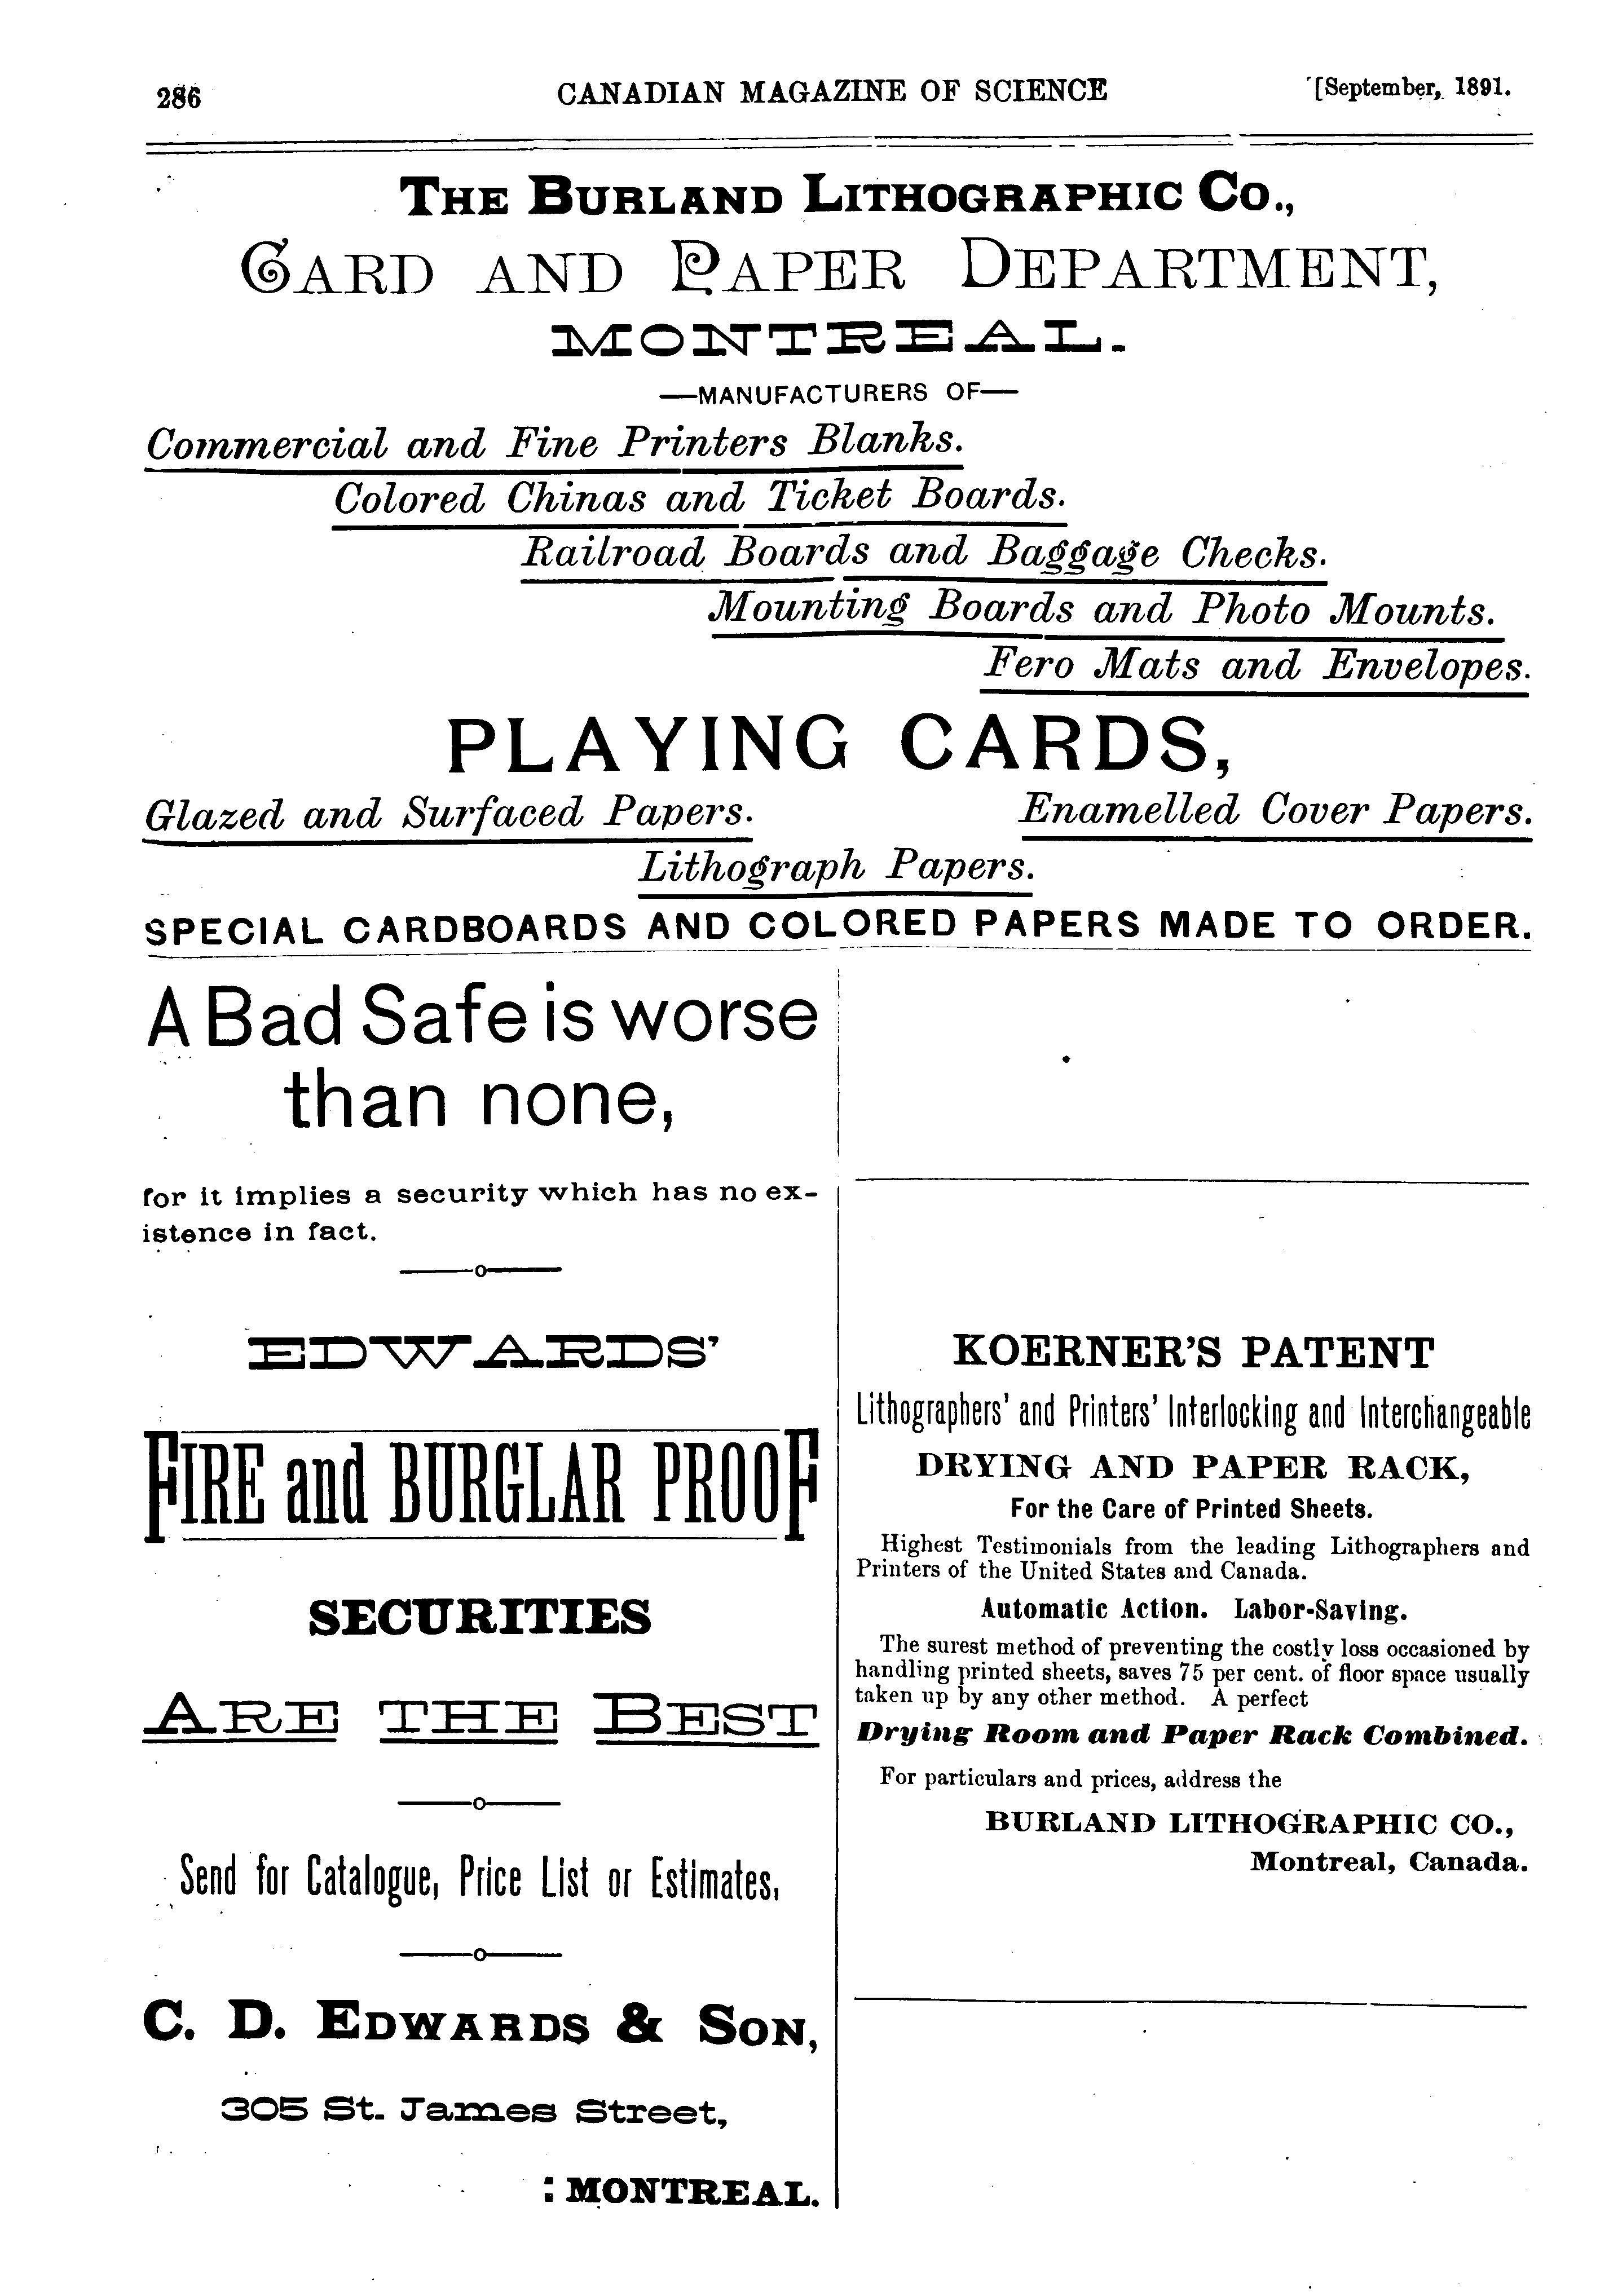 286 CANADIAN MAGAZINE OF SCIENCE [September, 1891.
THE BURLAND LITHOGRAPHIC CO.,
CARD AND PAPER DEPARTMENT,
MONTREAL.
—MANUFACTURERS OF—
Commercial and Fine Printers Blanks.
Colored Chinas and Ticket Boards.
Railroad Boards and Baggage Checks.
Mounting Boards and Photo Mounts.
Fero Mats and Envelopes.
PLAYING CARDS,
Glazed and Surfaced Papers. Enamelled Cover Papers.
Lithograph Papers.
SPECIAL CARDBOARDS AND COLORED PAPERS MADE TO ORDER.
A Bad Safe is worse
than none,
for it implies a security which has no ex-
istence in fact.
EDWARDS'
FIRE and BURGLAR PROOF
SECURITIES
ARE THE BEST
Send for Catalogue, Price List or Estimates.
C. D. EDWARDS & SON,
305 St. James Street,
MONTREAL.
KOERNER'S PATENT
Lithographers' and Printers' Interlocking and Interchangeable
DRYING AND PAPER RACK,
For the Care of Printed Sheets.
Highest Testimonials from the leading Lithographers and
Printers of the United States and Canada.
Automatic Action. Labor-Saving.
The surest method of preventing the costly loss occasioned by
handling printed sheets, saves 75 per cent. of floor space usually
taken up by any other method. A perfect
Drying Room and Paper Rack Combined.
For particulars and prices, address the
BURLAND LITHOGRAPHIC CO.,
Montreal, Canada.